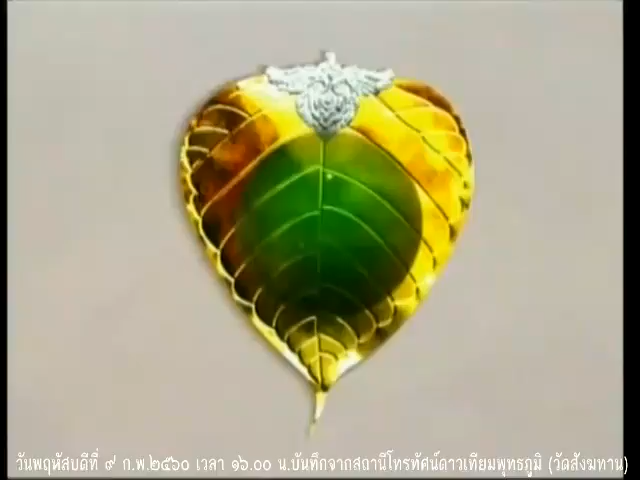 วันพฤหัสบดีที่ ๙ ก.พ.๒๕๖๐ เวลา ๑๖.๐๐ น.บันทึกจากสถานีโทรทัศน์ดาวเทียมพุทธภูมิ (วัดสังฆทาน)